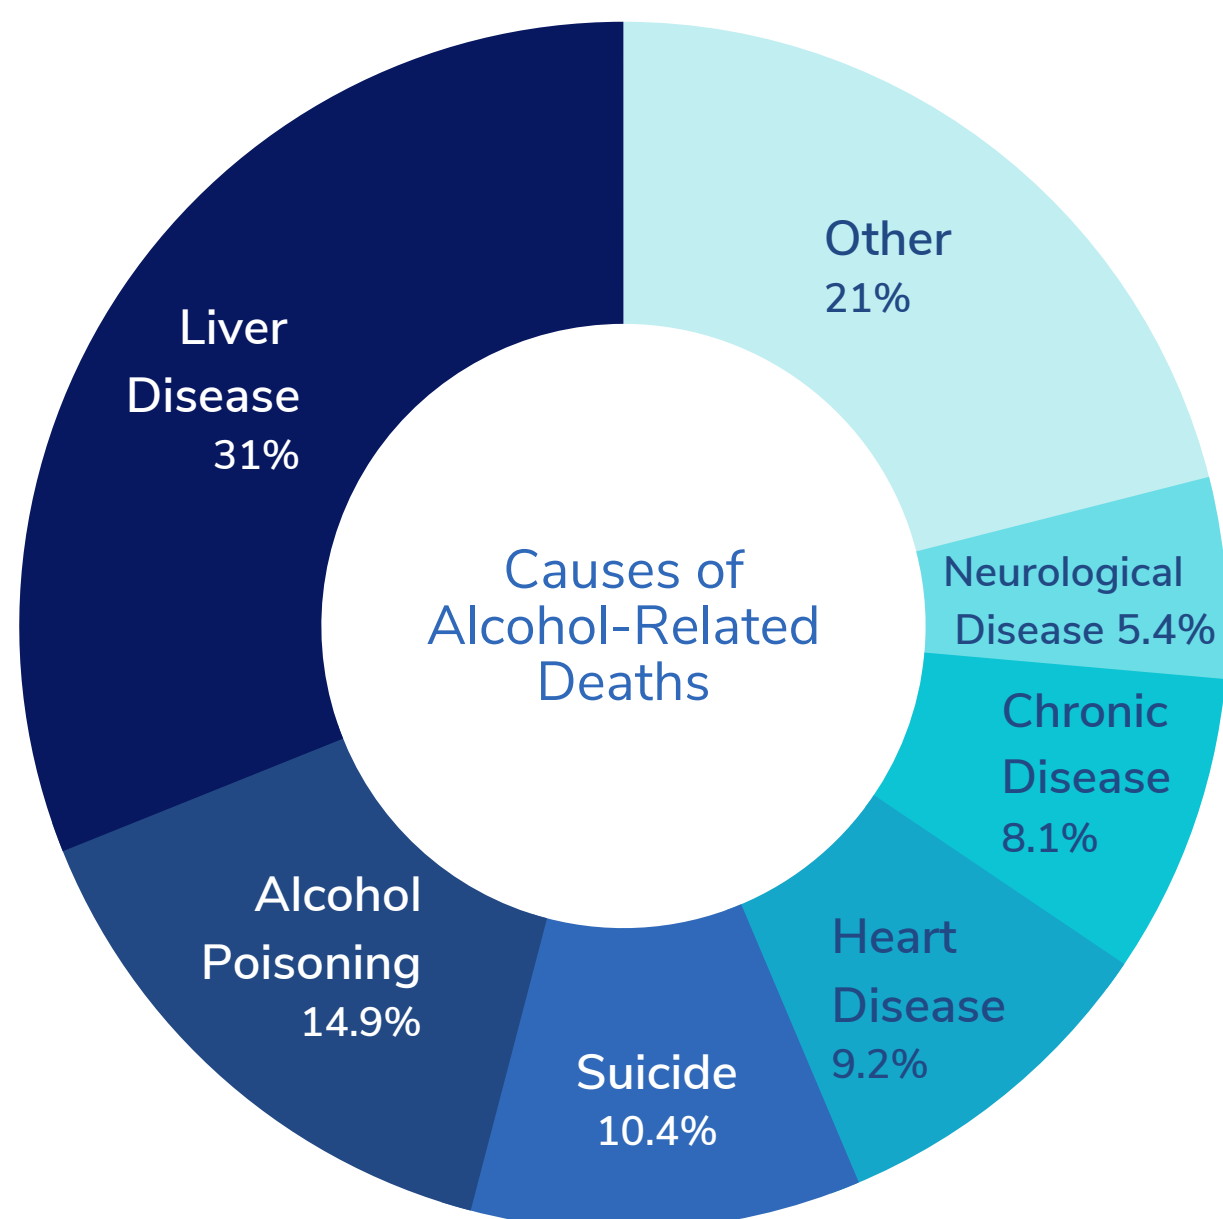 Other
21%
Liver
Disease
31%
Causes of
Alcohol-Related
Deaths
Neurological
Disease 5.4%
Chronic
Disease
8.1%
Heart
Disease
9.2%
Alcohol
Poisoning
14.9%
Suicide
10.4%